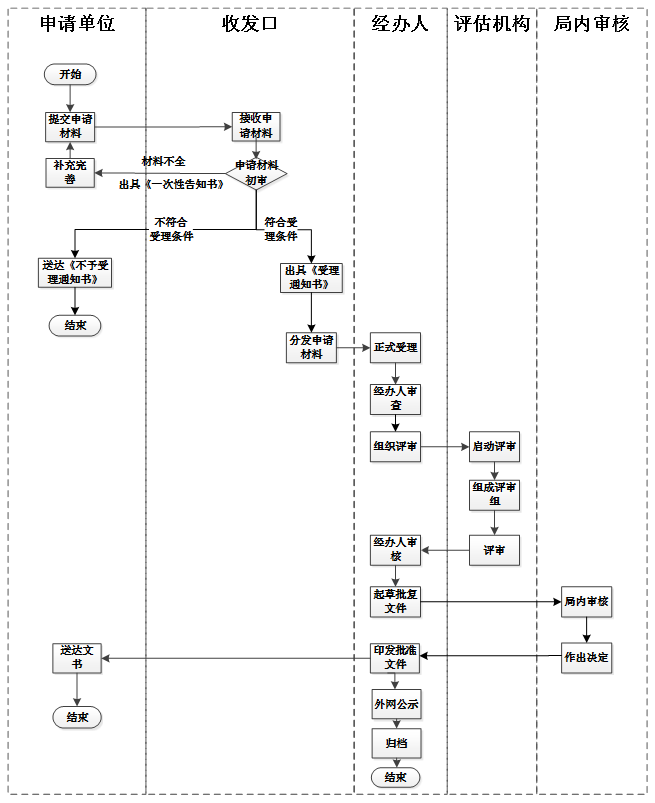 申请单位
收发口
经办人
评估机构
局内审核
开始
提交申请
材料
接收申
请材料
补充完
善
材料不全
出具《一次性告知书》
申请材料
初审
不符合
受理条件
符合受
理条件
送达《不予受
理通知书》
出具《受理
通知书》
结束
分发申请
材料
正式受理
经办人审
查
组织评审
启动评审
组成评审
组
经办人审
核
评审
起草批复
文件
局内审核
送达文
书
印发批准
文件
作出决定
外网公示
结束
归档
结束